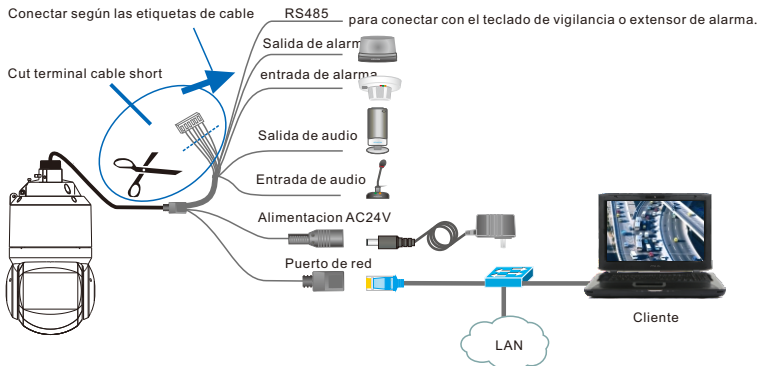 Conectar según las etiquetas de cable
RS485
para conectar con el teclado de vigilancia o extensor de alarma.
Salida de alarm
Cut terminal cable short
entrada de alarma
Salida de audio
Entrada de audio
Alimentacion AC24V
Puerto de red
Cliente
LAN